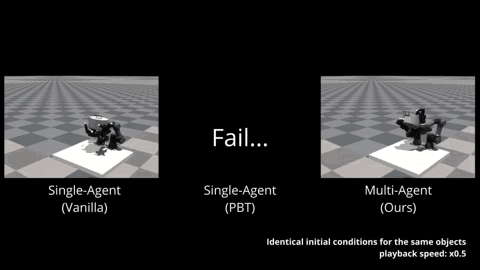 Fail...
Single-Agent
(Vanilla)
Single-Agent
(PBT)
Multi-Agent
(Ours)
Identical initial conditions for the same objects
playback speed: x0.5